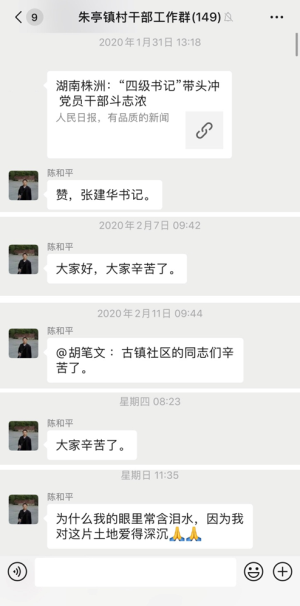 9
朱亭镇村干部工作群(149)
2020年1月31日 13:18
湖南株洲：“四级书记”带头冲
党员干部斗志浓
人民日报，有品质的新闻
陈和平
赞，张建华书记。
2020年2月7日 09:42
陈和平
大家好，大家辛苦了。
2020年2月11日 09:44
陈和平
@胡笔文： 古镇社区的同志们辛
苦了。
星期四 08:23
陈和平
大家辛苦了。
星期日 11:35
陈和平
为什么我的眼里常含泪水，因为我
对这片土地爱得深沉🙏🙏